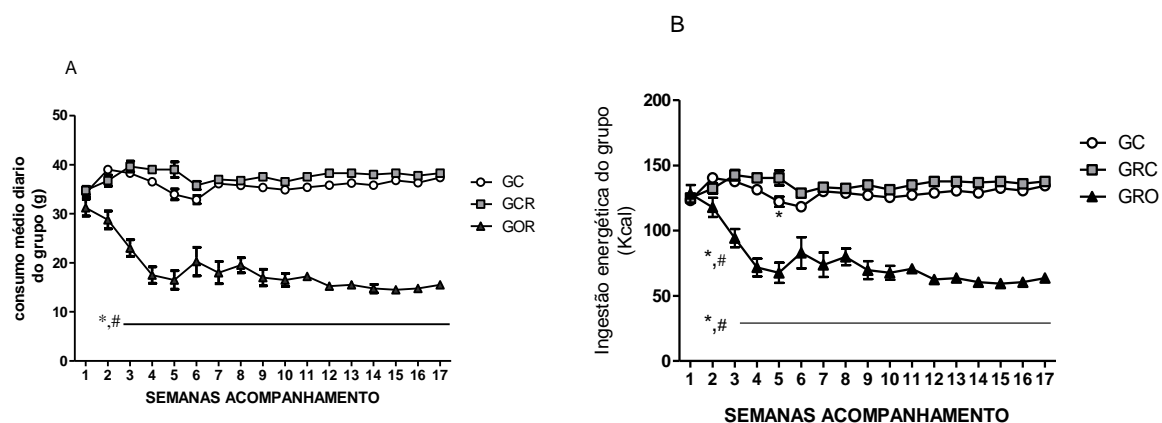 A
consumo médio diario
do grupo (g)
50
40
30
20
10
0
*,#
1 2 3 4 5 6 7 8 9 10 11 12 13 14 15 16 17
SEMANAS ACOMPANHAMENTO
GC
GCR
GOR
B
Ingestão energética do grupo
(Kcal)
200
150
100
50
0
*
*,#
*,#
1 2 3 4 5 6 7 8 9 10 11 12 13 14 15 16 17
SEMANAS ACOMPANHAMENTO
GC
GRC
GRO